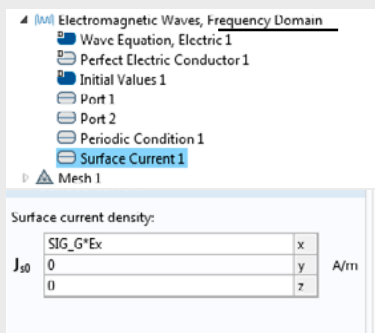 Electromagnetic Waves, Frequency Domain
Wave Equation, Electric 1
Perfect Electric Conductor 1
Initial Values 1
Port 1
Port 2
Periodic Condition 1
Surface Current 1
Mesh 1
Surface current density:
SIG_G*Ex x
Js0 0 y A/m
0 z